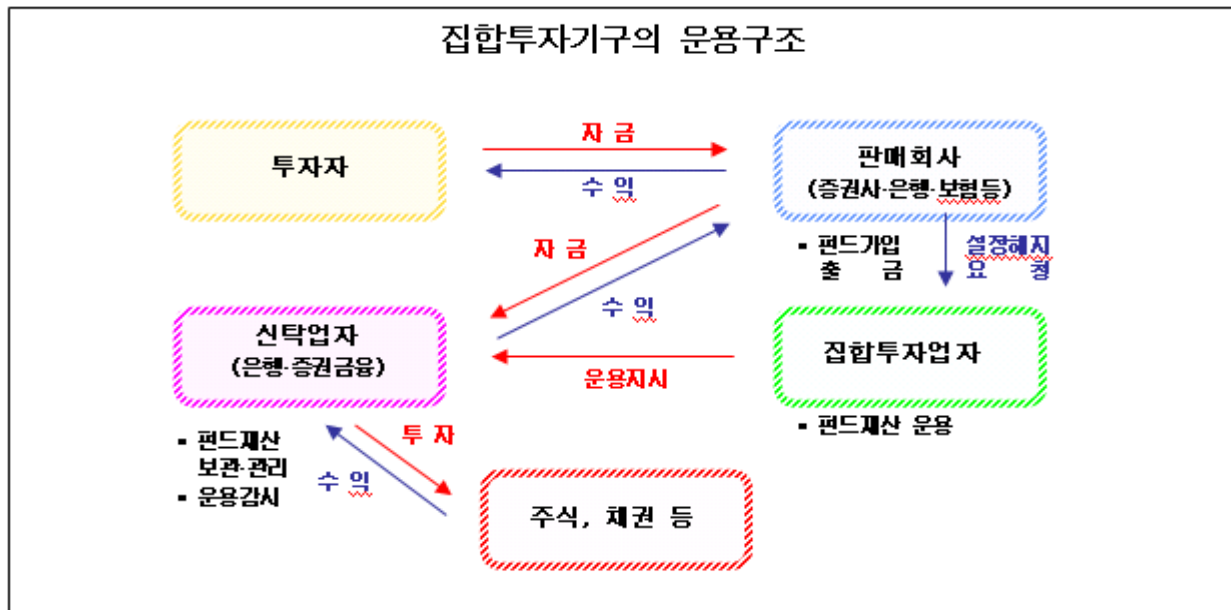 집합투자기구의 운용구조
투자자
자 금
수 익
판매회사
(증권사·은행·보험등)
자 금
수 익
▪ 펀드가입
출 금
설정해지
요 청
신탁업자
(은행·증권금융)
운용지시
집합투자업자
▪ 펀드재산
보관·관리
▪ 운용감시
투 자
수 익
▪ 펀드재산 운용
주식, 채권 등